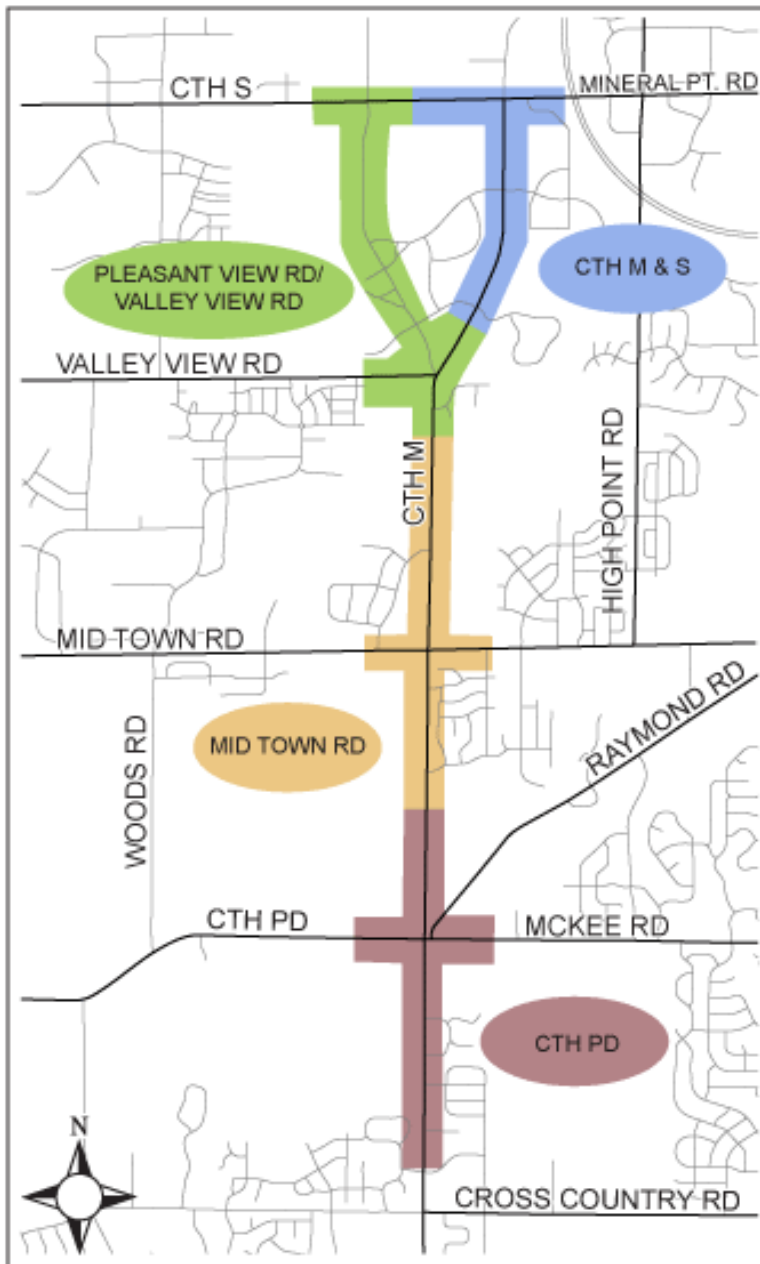 CTH S
MINERAL PT. RD
PLEASANT VIEW RD/
VALLEY VIEW RD
CTH M & S
VALLEY VIEW RD
CTH M
HIGH POINT RD
MID TOWN RD
RAYMOND RD
WOODS RD
MID TOWN RD
CTH PD
MCKEE RD
CTH PD
N
CROSS COUNTRY RD